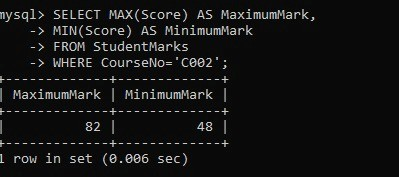 mysql> SELECT MAX(Score) AS MaximumMark,
    -> MIN(Score) AS MinimumMark
    -> FROM StudentMarks
    -> WHERE CourseNo='C002';
+-------------+-------------+
| MaximumMark | MinimumMark |
+-------------+-------------+
|          82 |          48 |
+-------------+-------------+
1 row in set (0.006 sec)